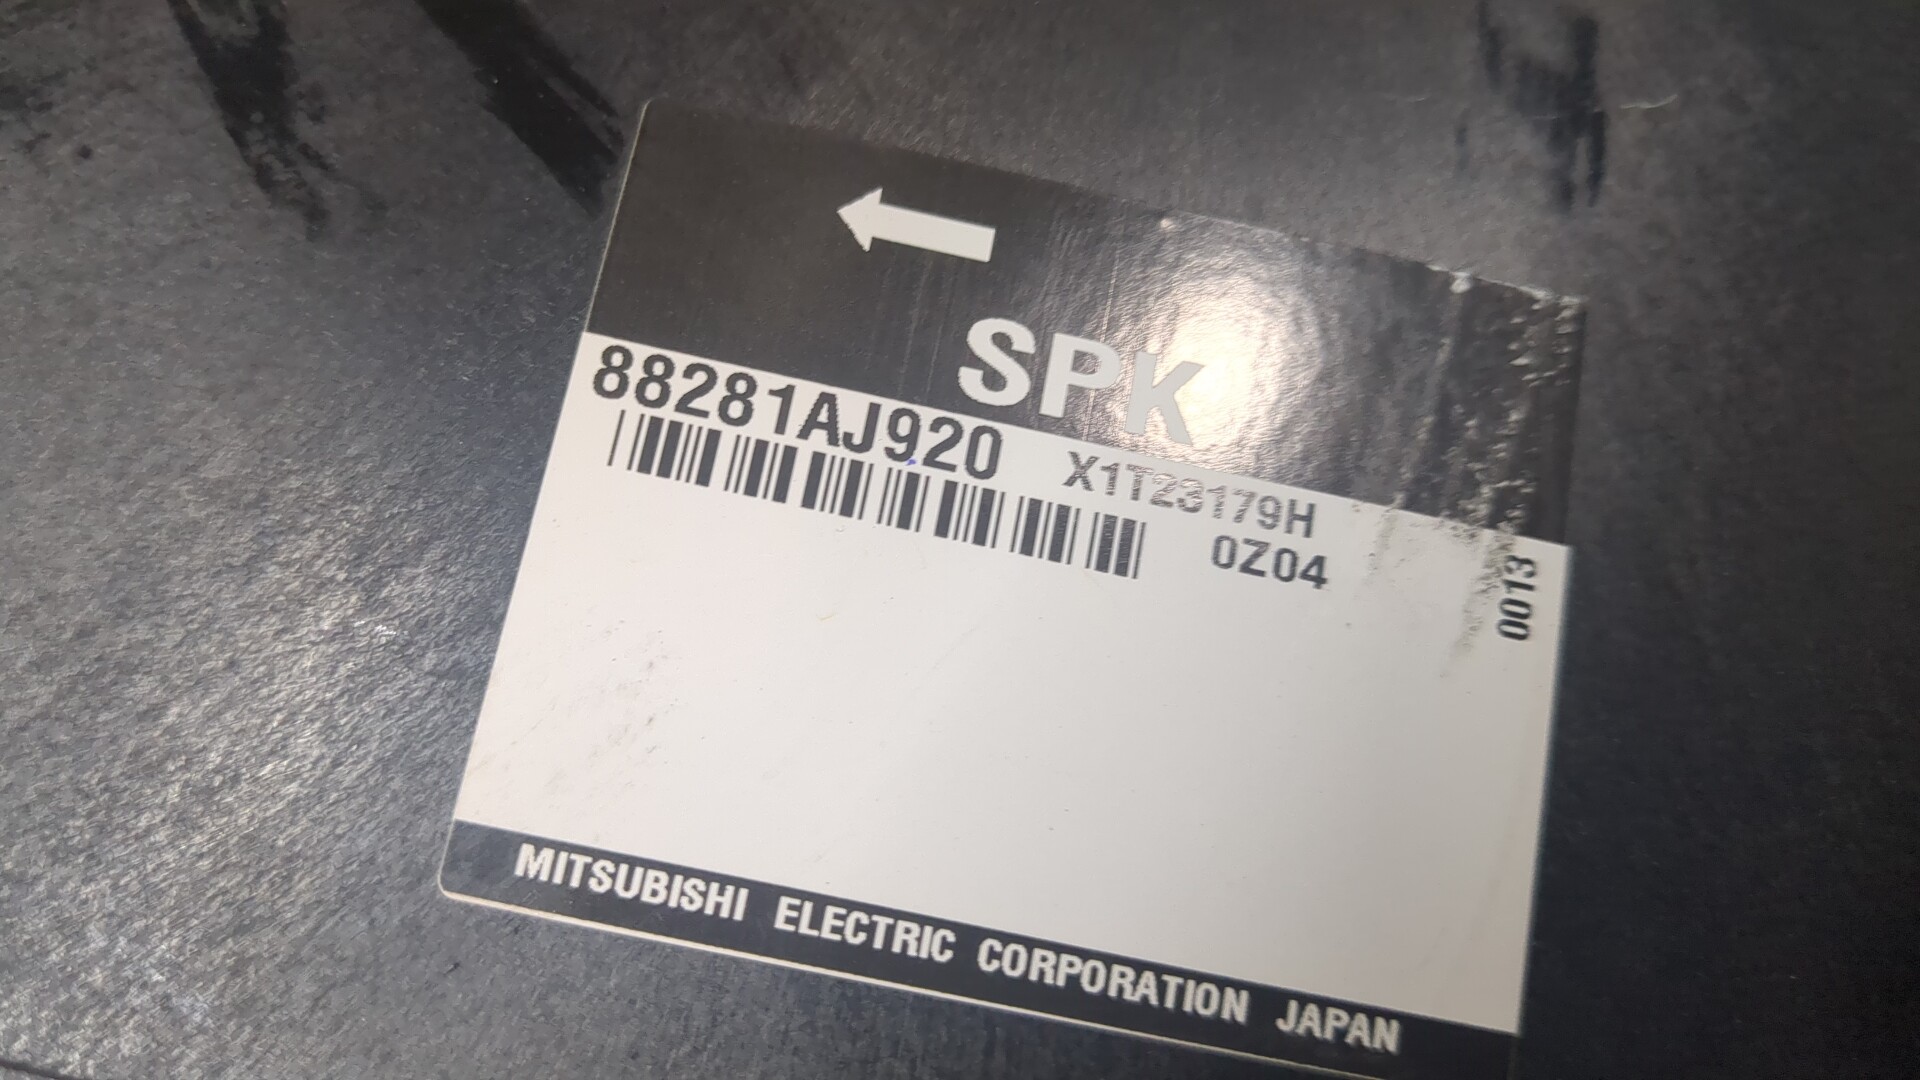 SPK
88281AJ920
X1T23179H
0Z04
0013
MITSUBISHI ELECTRIC CORPORATION JAPAN